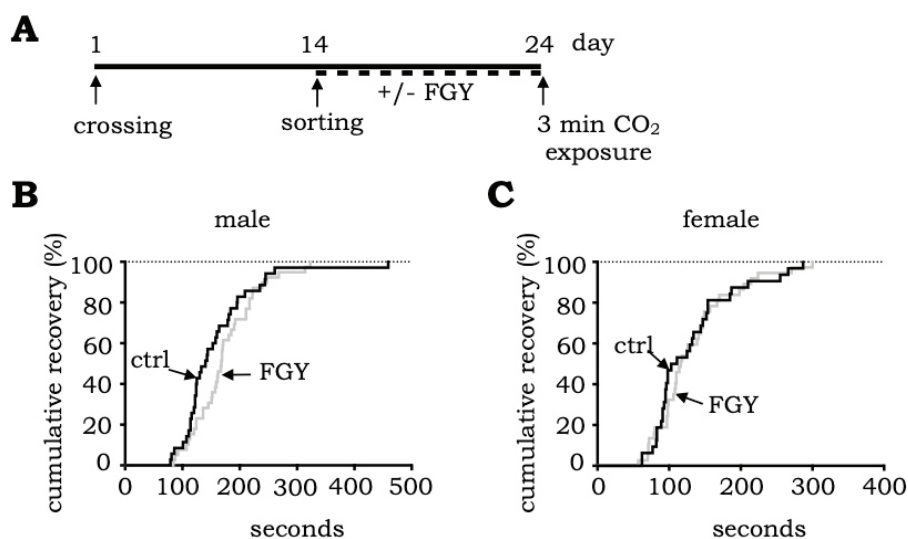 A
1 14 24 day
+/- FGY
crossing sorting 3 min CO₂
exposure
B
male
cumulative recovery (%)
100
80
60
40
20
0
ctrl
FGY
0 100 200 300 400 500
seconds
C
female
cumulative recovery (%)
100
80
60
40
20
0
ctrl
FGY
0 100 200 300 400
seconds